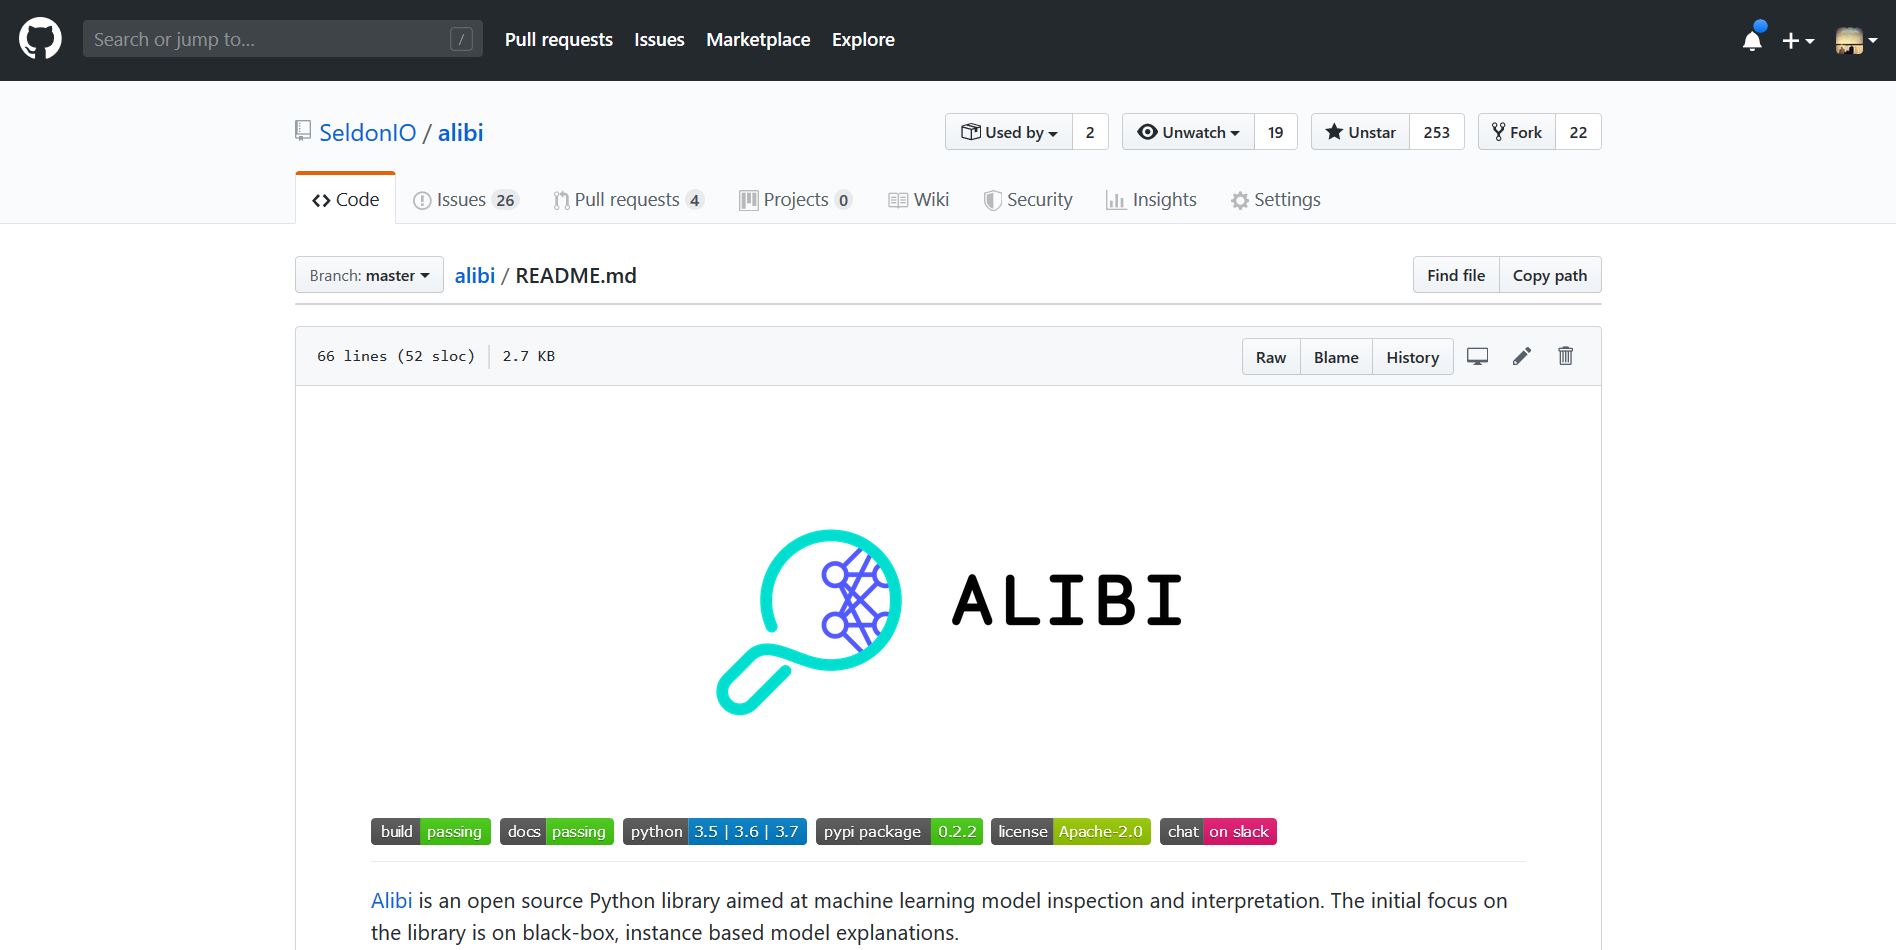 Search or jump to... / Pull requests Issues Marketplace Explore
SeldonIO / alibi Used by 2 Unwatch 19 Unstar 253 Fork 22
Code Issues 26 Pull requests 4 Projects 0 Wiki Security Insights Settings
Branch: master alibi / README.md Find file Copy path
66 lines (52 sloc) 2.7 KB Raw Blame History
ALIBI
build passing docs passing python 3.5 | 3.6 | 3.7 pypi package 0.2.2 license Apache-2.0 chat on slack
Alibi is an open source Python library aimed at machine learning model inspection and interpretation. The initial focus on
the library is on black-box, instance based model explanations.